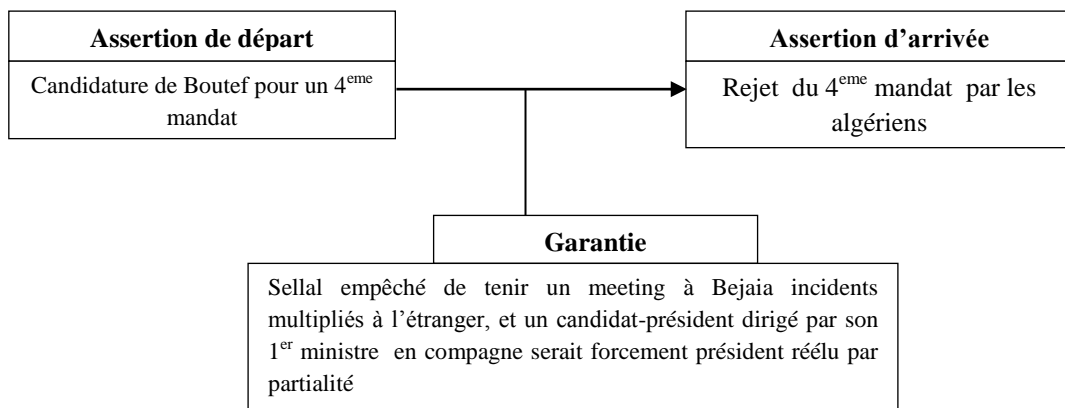 Assertion de départ
Candidature de Boutef pour un 4eme
mandat
Assertion d’arrivée
Rejet du 4eme mandat par les
algériens
Garantie
Sellal empêché de tenir un meeting à Bejaia incidents
multipliés à l’étranger, et un candidat-président dirigé par son
1er ministre en compagne serait forcement président réélu par
partialité